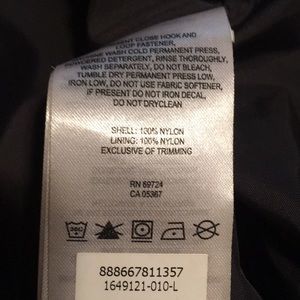 CLOSE HOOK AND
LOOP FASTENER,
WASH COLD PERMANENT PRESS,
POWDERED DETERGENT, RINSE THOROUGHLY,
WASH SEPARATELY, DO NOT BLEACH,
TUMBLE DRY PERMANENT PRESS LOW,
IRON LOW, DO NOT USE FABRIC SOFTENER,
IF PRESENT DO NOT IRON DECAL,
DO NOT DRYCLEAN
SHELL: 100% NYLON
LINING: 100% NYLON
EXCLUSIVE OF TRIMMING
RN 69724
CA 05367
888667811357
1649121-010-L